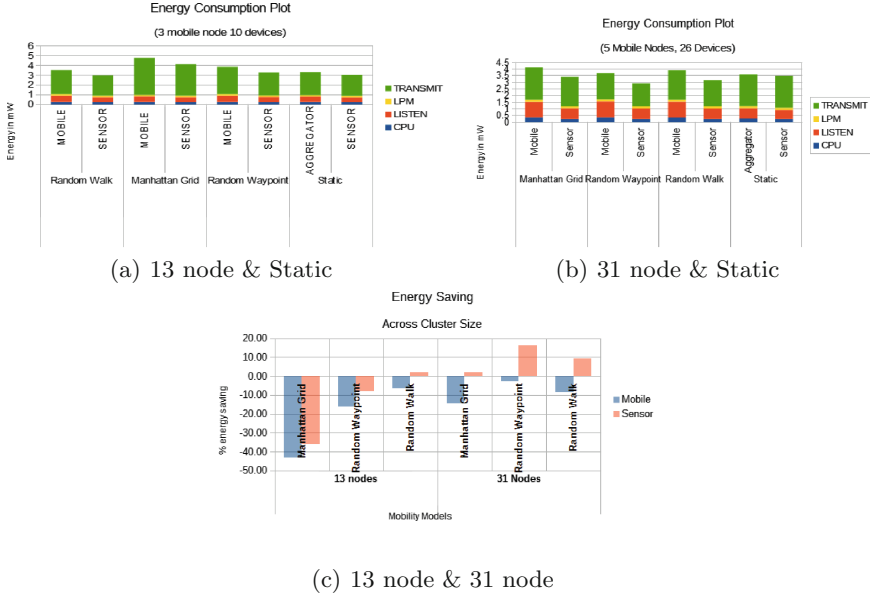 Energy Consumption Plot
(3 mobile node 10 devices)
6
5
4
3
2
1
0
Energy in mW
MOBILE
SENSOR
MOBILE
SENSOR
MOBILE
SENSOR
AGGREGATOR
SENSOR
Random Walk
Manhattan Grid
Random Waypoint
Static
TRANSMIT
LPM
LISTEN
CPU
(a) 13 node & Static
Energy Consumption Plot
(5 Mobile Nodes, 26 Devices)
4.5
4
3.5
3
2.5
2
1.5
1
0.5
0
Energy in mW
Mobile
Sensor
Mobile
Sensor
Mobile
Sensor
Aggregator
Sensor
Manhattan Grid
Random Waypoint
Random Walk
Static
TRANSMIT
LPM
LISTEN
CPU
(b) 31 node & Static
Energy Saving
Across Cluster Size
20.00
10.00
0.00
-10.00
-20.00
-30.00
-40.00
-50.00
% energy saving
Manhattan Grid
Random Waypoint
Random Walk
Manhattan Grid
Random Waypoint
Random Walk
13 nodes
31 Nodes
Mobility Models
Mobile
Sensor
(c) 13 node & 31 node